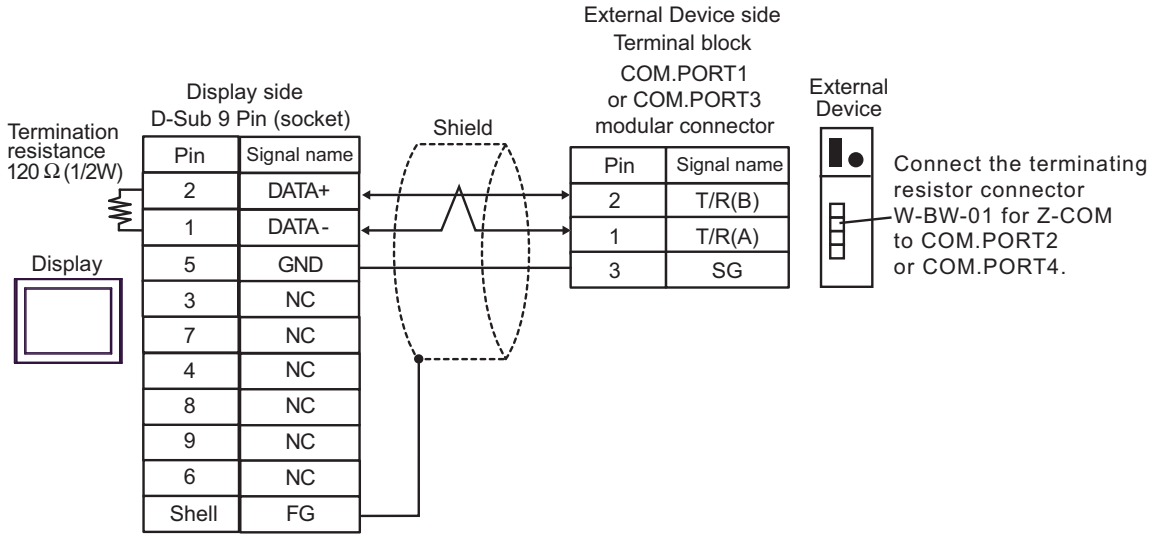 External Device side
Terminal block
COM.PORT1
or COM.PORT3
modular connector
External
Device
Display side
D-Sub 9 Pin (socket)
Shield
Termination
resistance
120 Ω (1/2W)
Pin Signal name
2 DATA+
1 DATA-
5 GND
3 NC
7 NC
4 NC
8 NC
9 NC
6 NC
Shell FG
Pin Signal name
2 T/R(B)
1 T/R(A)
3 SG
Connect the terminating
resistor connector
W-BW-01 for Z-COM
to COM.PORT2
or COM.PORT4.
Display